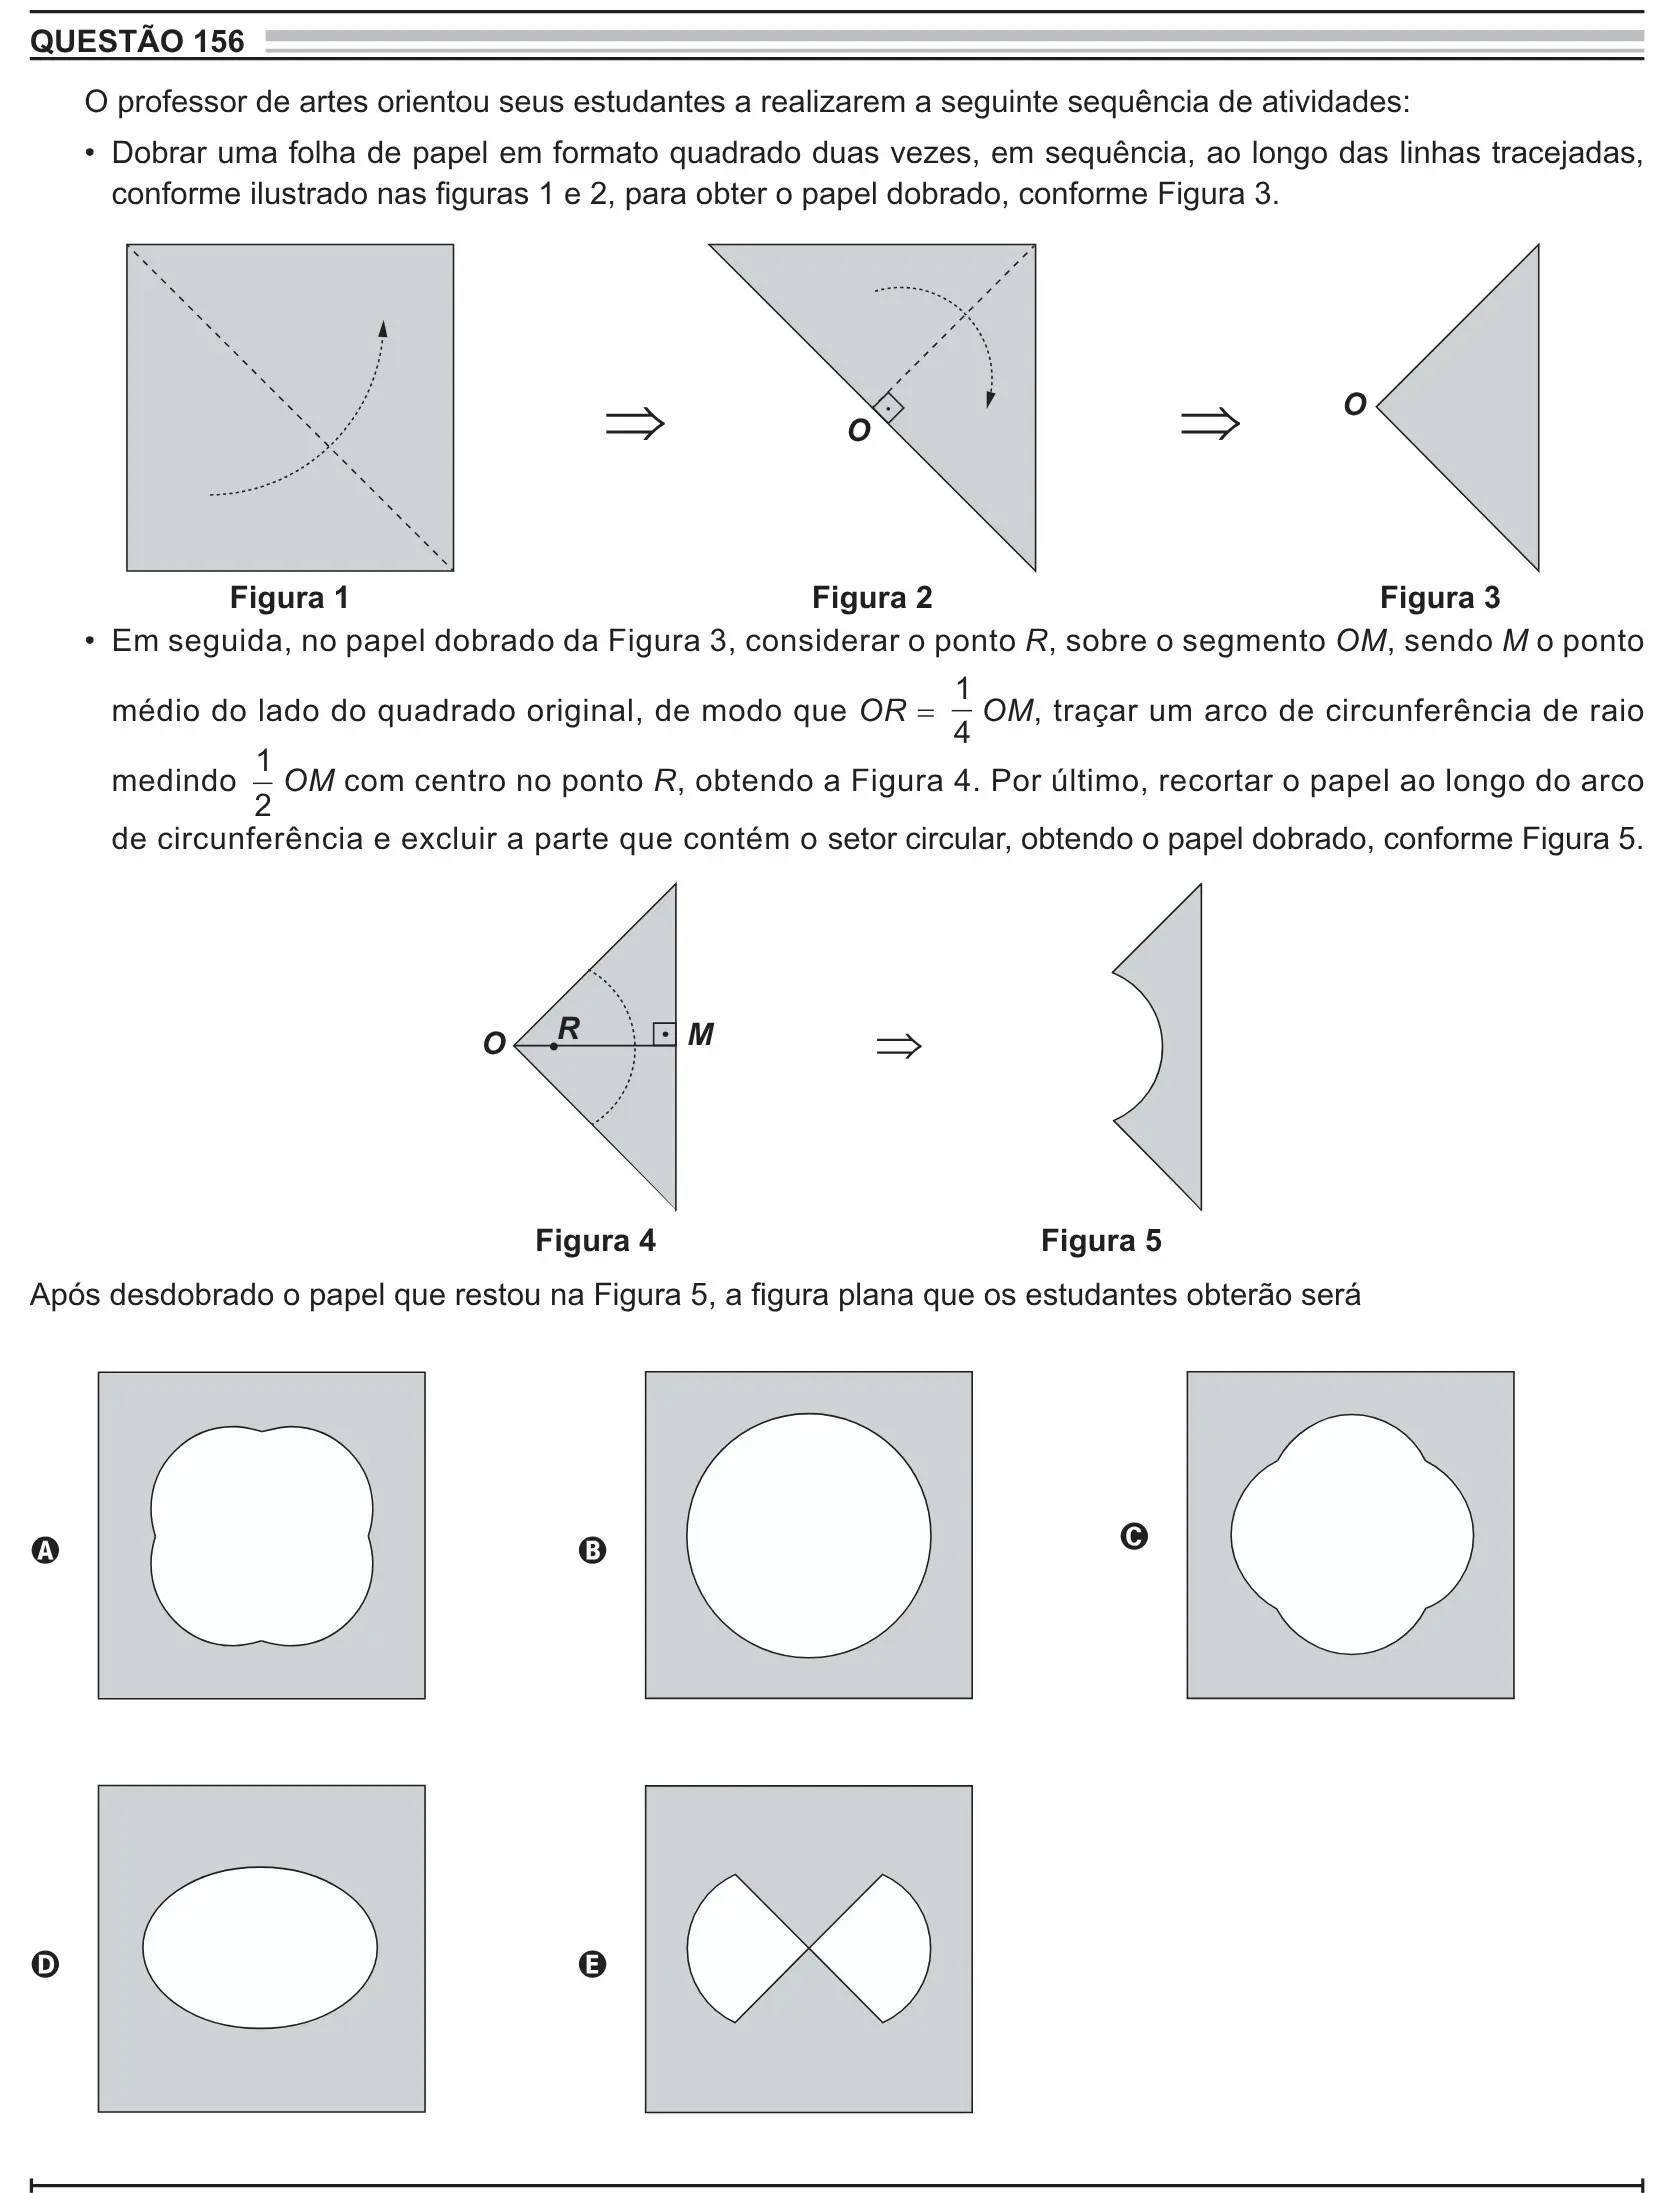 QUESTÃO 156
O professor de artes orientou seus estudantes a realizarem a seguinte sequência de atividades:
• Dobrar uma folha de papel em formato quadrado duas vezes, em sequência, ao longo das linhas tracejadas,
conforme ilustrado nas figuras 1 e 2, para obter o papel dobrado, conforme Figura 3.
⇒ ⇒
O O
Figura 1 Figura 2 Figura 3
• Em seguida, no papel dobrado da Figura 3, considerar o ponto R, sobre o segmento OM, sendo M o ponto
médio do lado do quadrado original, de modo que OR = 1/4 OM, traçar um arco de circunferência de raio
medindo 1/2 OM com centro no ponto R, obtendo a Figura 4. Por último, recortar o papel ao longo do arco
de circunferência e excluir a parte que contém o setor circular, obtendo o papel dobrado, conforme Figura 5.
O R M ⇒
Figura 4 Figura 5
Após desdobrado o papel que restou na Figura 5, a figura plana que os estudantes obterão será
A B C
D E